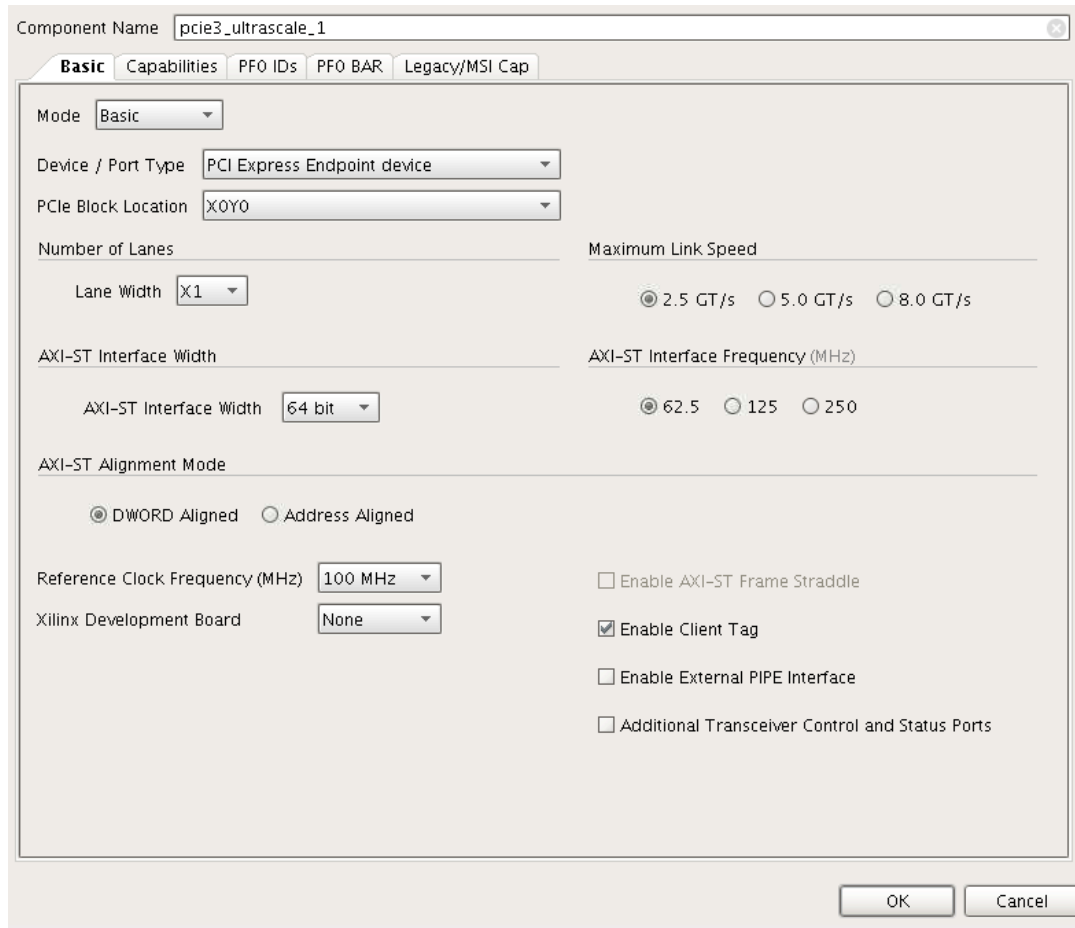 Component Name pcie3_ultrascale_1
Basic Capabilities PF0 IDs PF0 BAR Legacy/MSI Cap
Mode Basic
Device / Port Type PCI Express Endpoint device
PCIe Block Location X0Y0
Number of Lanes Maximum Link Speed
Lane Width X1 2.5 GT/s 5.0 GT/s 8.0 GT/s
AXI-ST Interface Width AXI-ST Interface Frequency (MHz)
AXI-ST Interface Width 64 bit 62.5 125 250
AXI-ST Alignment Mode
DWORD Aligned Address Aligned
Reference Clock Frequency (MHz) 100 MHz Enable AXI-ST Frame Straddle
Xilinx Development Board None Enable Client Tag
Enable External PIPE Interface
Additional Transceiver Control and Status Ports
OK Cancel